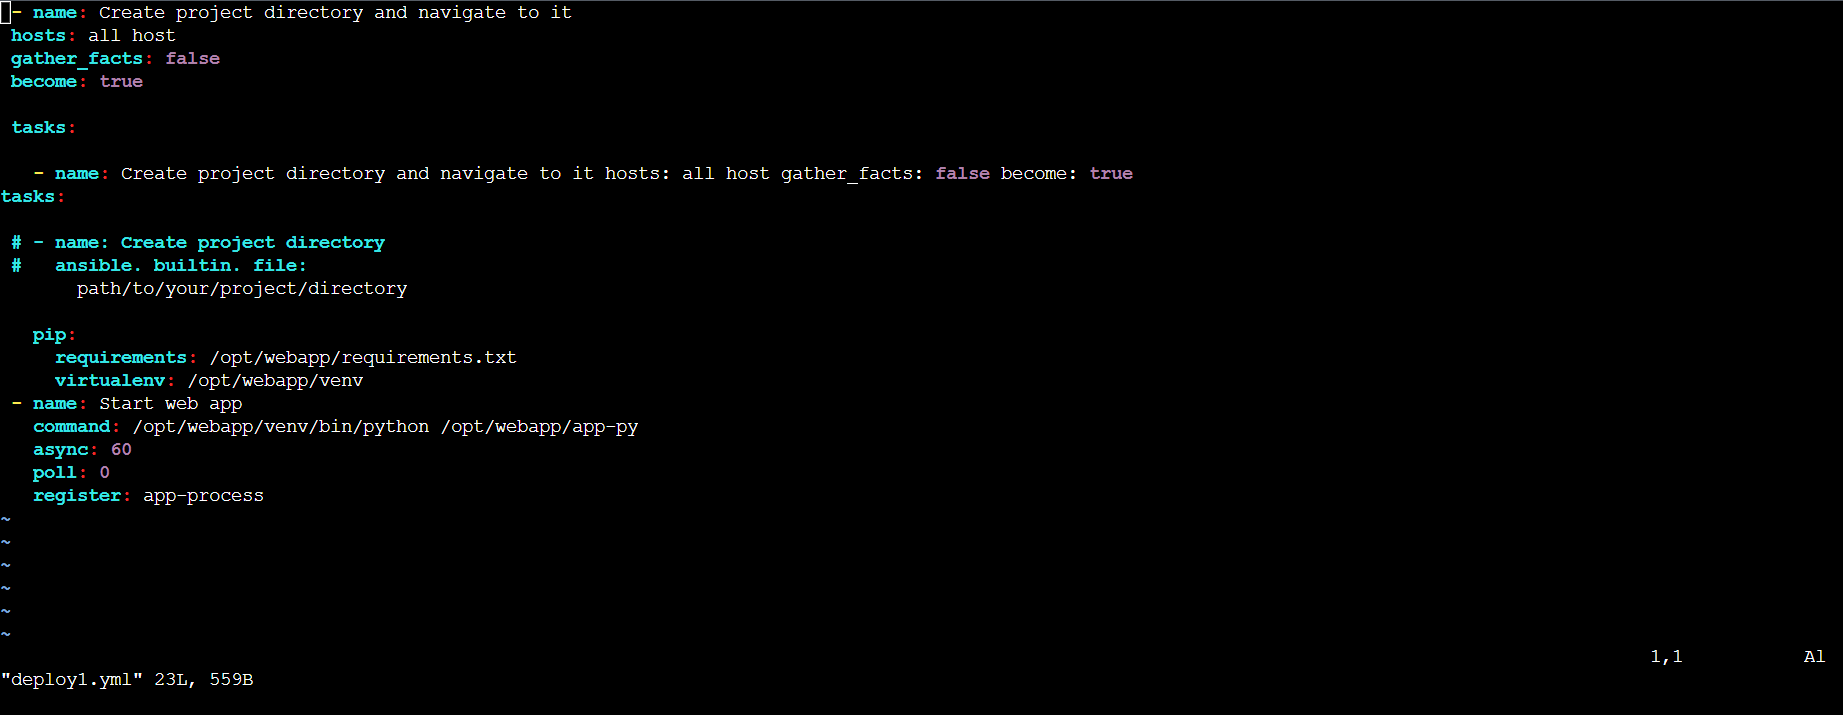 - name: Create project directory and navigate to it
hosts: all host
gather_facts: false
become: true
tasks:
- name: Create project directory and navigate to it hosts: all host gather_facts: false become: true
tasks:
# - name: Create project directory
# ansible. builtin. file:
path/to/your/project/directory
pip:
requirements: /opt/webapp/requirements.txt
virtualenv: /opt/webapp/venv
- name: Start web app
command: /opt/webapp/venv/bin/python /opt/webapp/app-py
async: 60
poll: 0
register: app-process
~
~
~
~
~
~
1,1 Al
"deploy1.yml" 23L, 559B